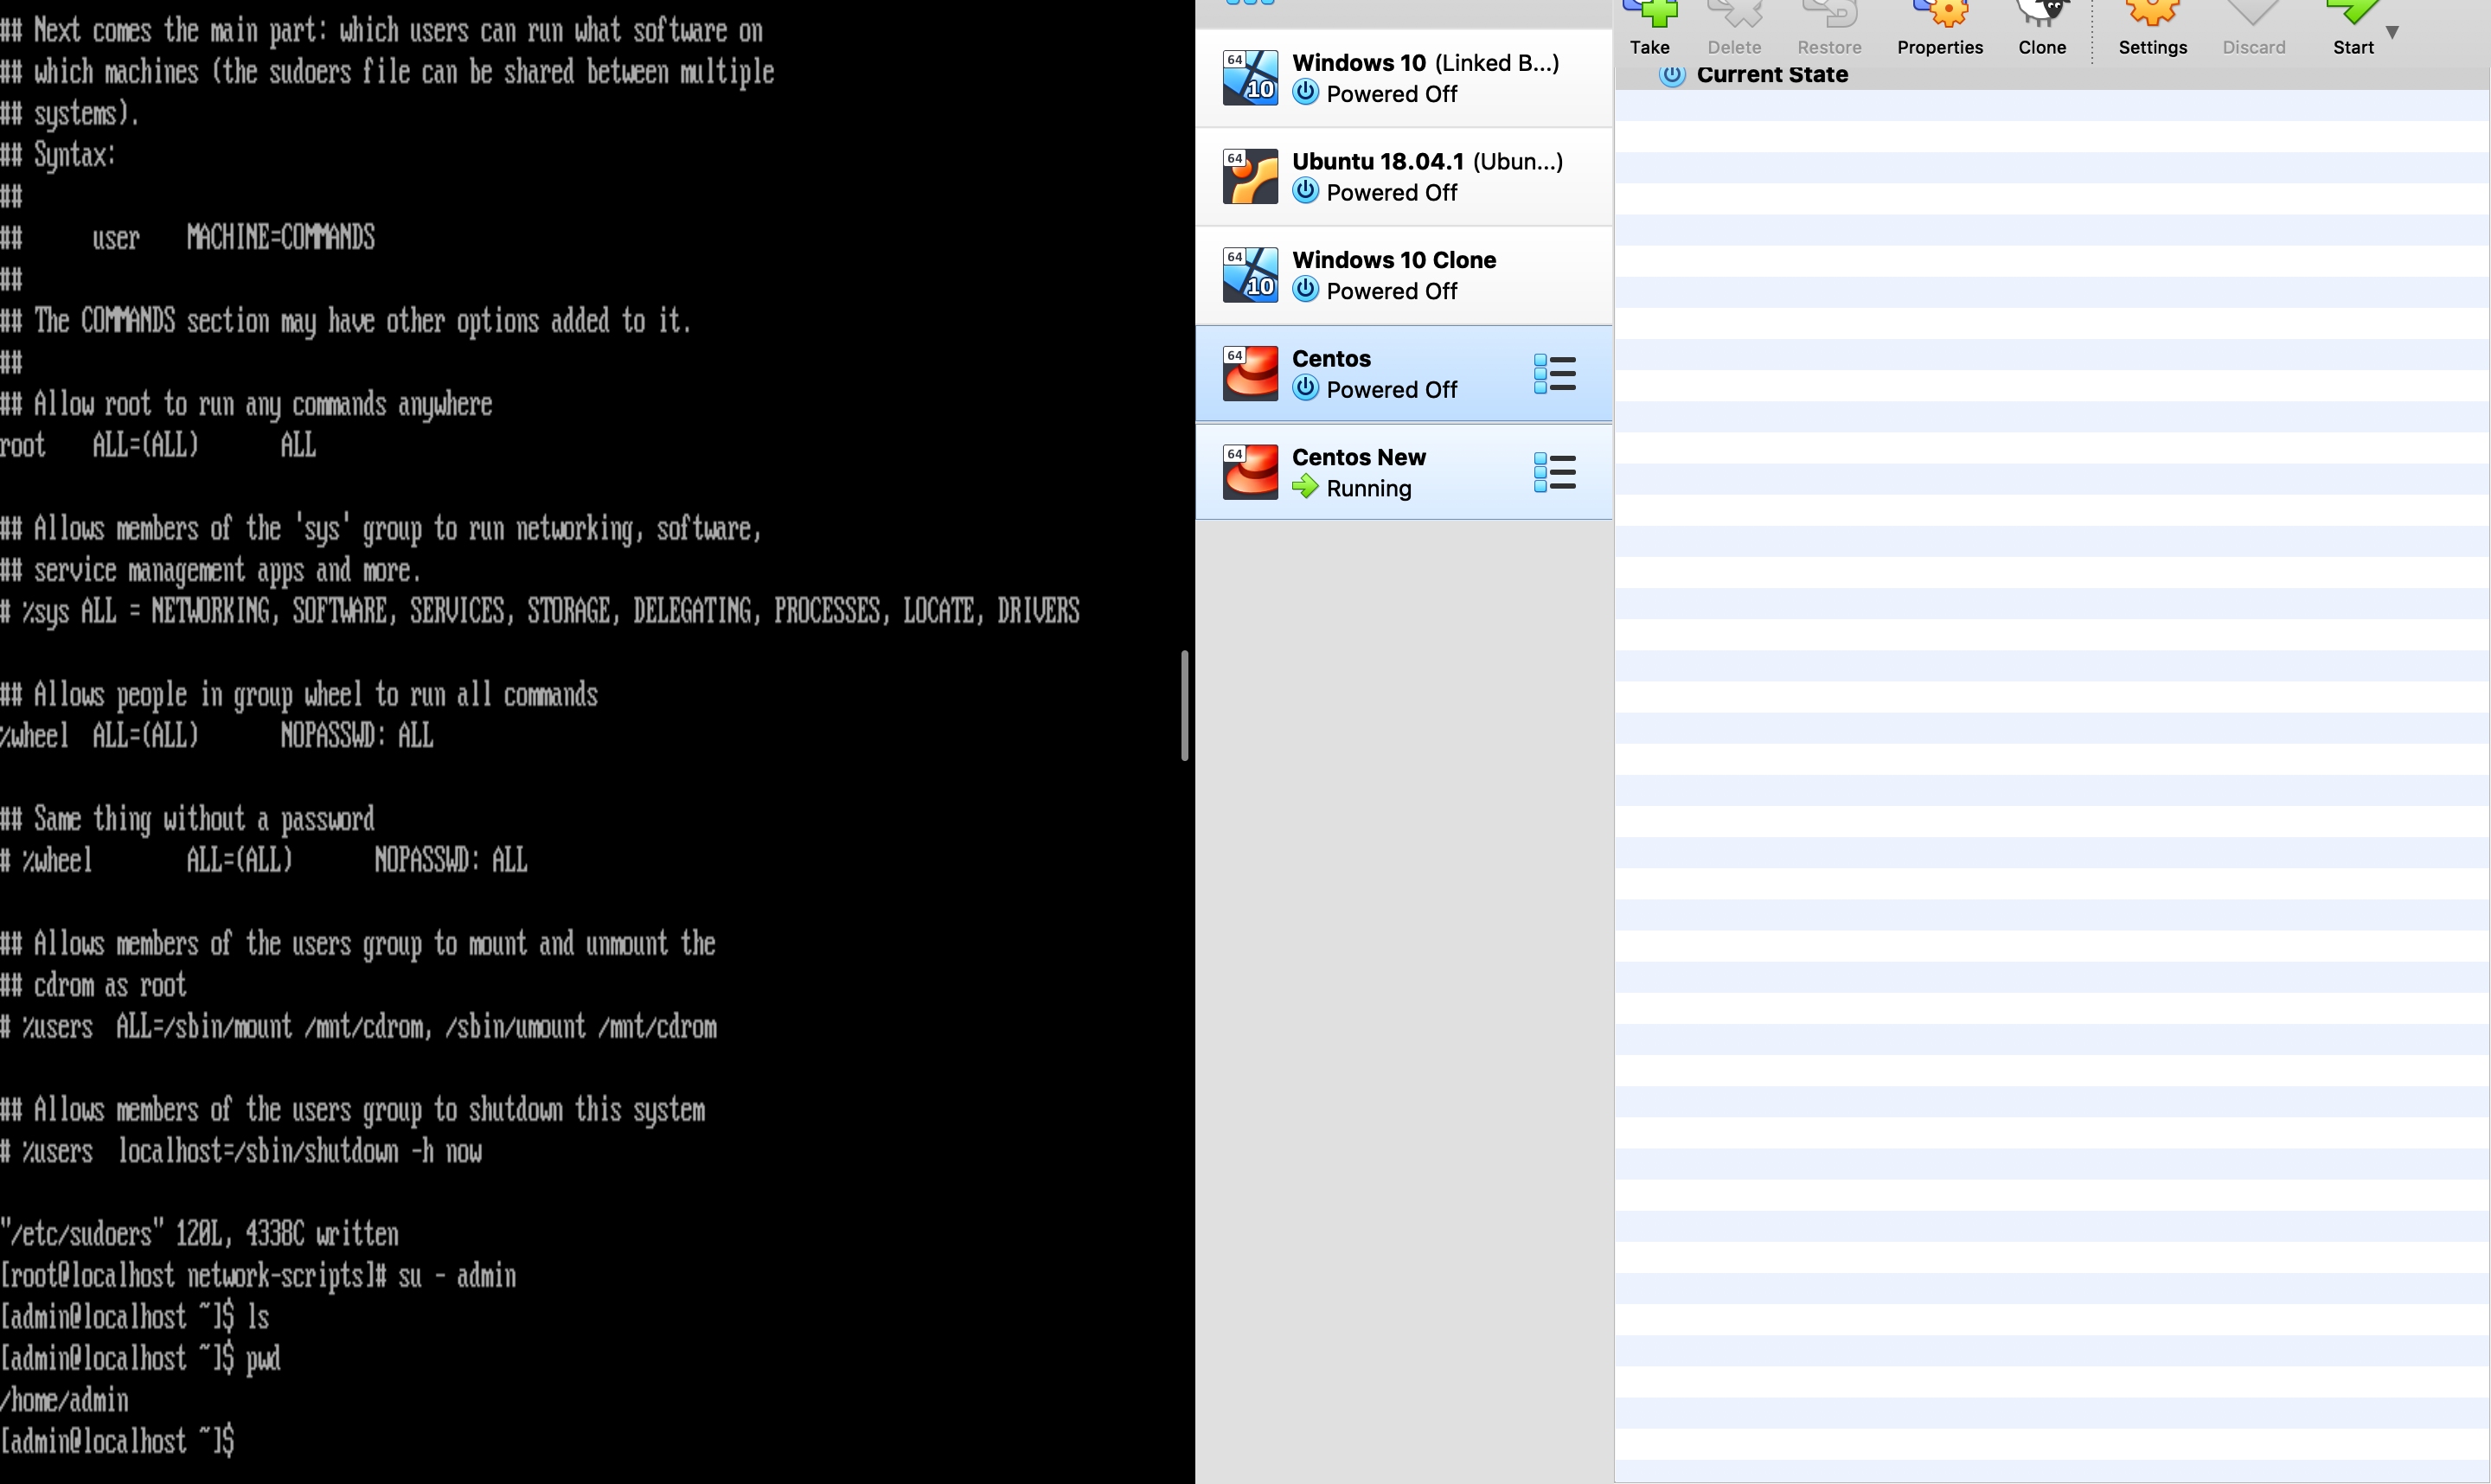 ## Next comes the main part: which users can run what software on
## which machines (the sudoers file can be shared between multiple
## systems).
## Syntax:
##
##      user    MACHINE=COMMANDS
##
## The COMMANDS section may have other options added to it.
##
## Allow root to run any commands anywhere
root    ALL=(ALL)       ALL
## Allows members of the 'sys' group to run networking, software,
## service management apps and more.
# %sys ALL = NETWORKING, SOFTWARE, SERVICES, STORAGE, DELEGATING, PROCESSES, LOCATE, DRIVERS
## Allows people in group wheel to run all commands
%wheel  ALL=(ALL)       NOPASSWD: ALL
## Same thing without a password
# %wheel        ALL=(ALL)       NOPASSWD: ALL
## Allows members of the users group to mount and unmount the
## cdrom as root
# %users  ALL=/sbin/mount /mnt/cdrom, /sbin/umount /mnt/cdrom
## Allows members of the users group to shutdown this system
# %users  localhost=/sbin/shutdown -h now
"/etc/sudoers" 120L, 4338C written
[root@localhost network-scripts]# su - admin
[admin@localhost ~]$ ls
[admin@localhost ~]$ pwd
/home/admin
[admin@localhost ~]$
64
10
Windows 10 (Linked B...)
Powered Off
64
Ubuntu 18.04.1 (Ubun...)
Powered Off
64
10
Windows 10 Clone
Powered Off
64
Centos
Powered Off
64
Centos New
Running
Take Delete Restore Properties Clone Settings Discard Start
Current State